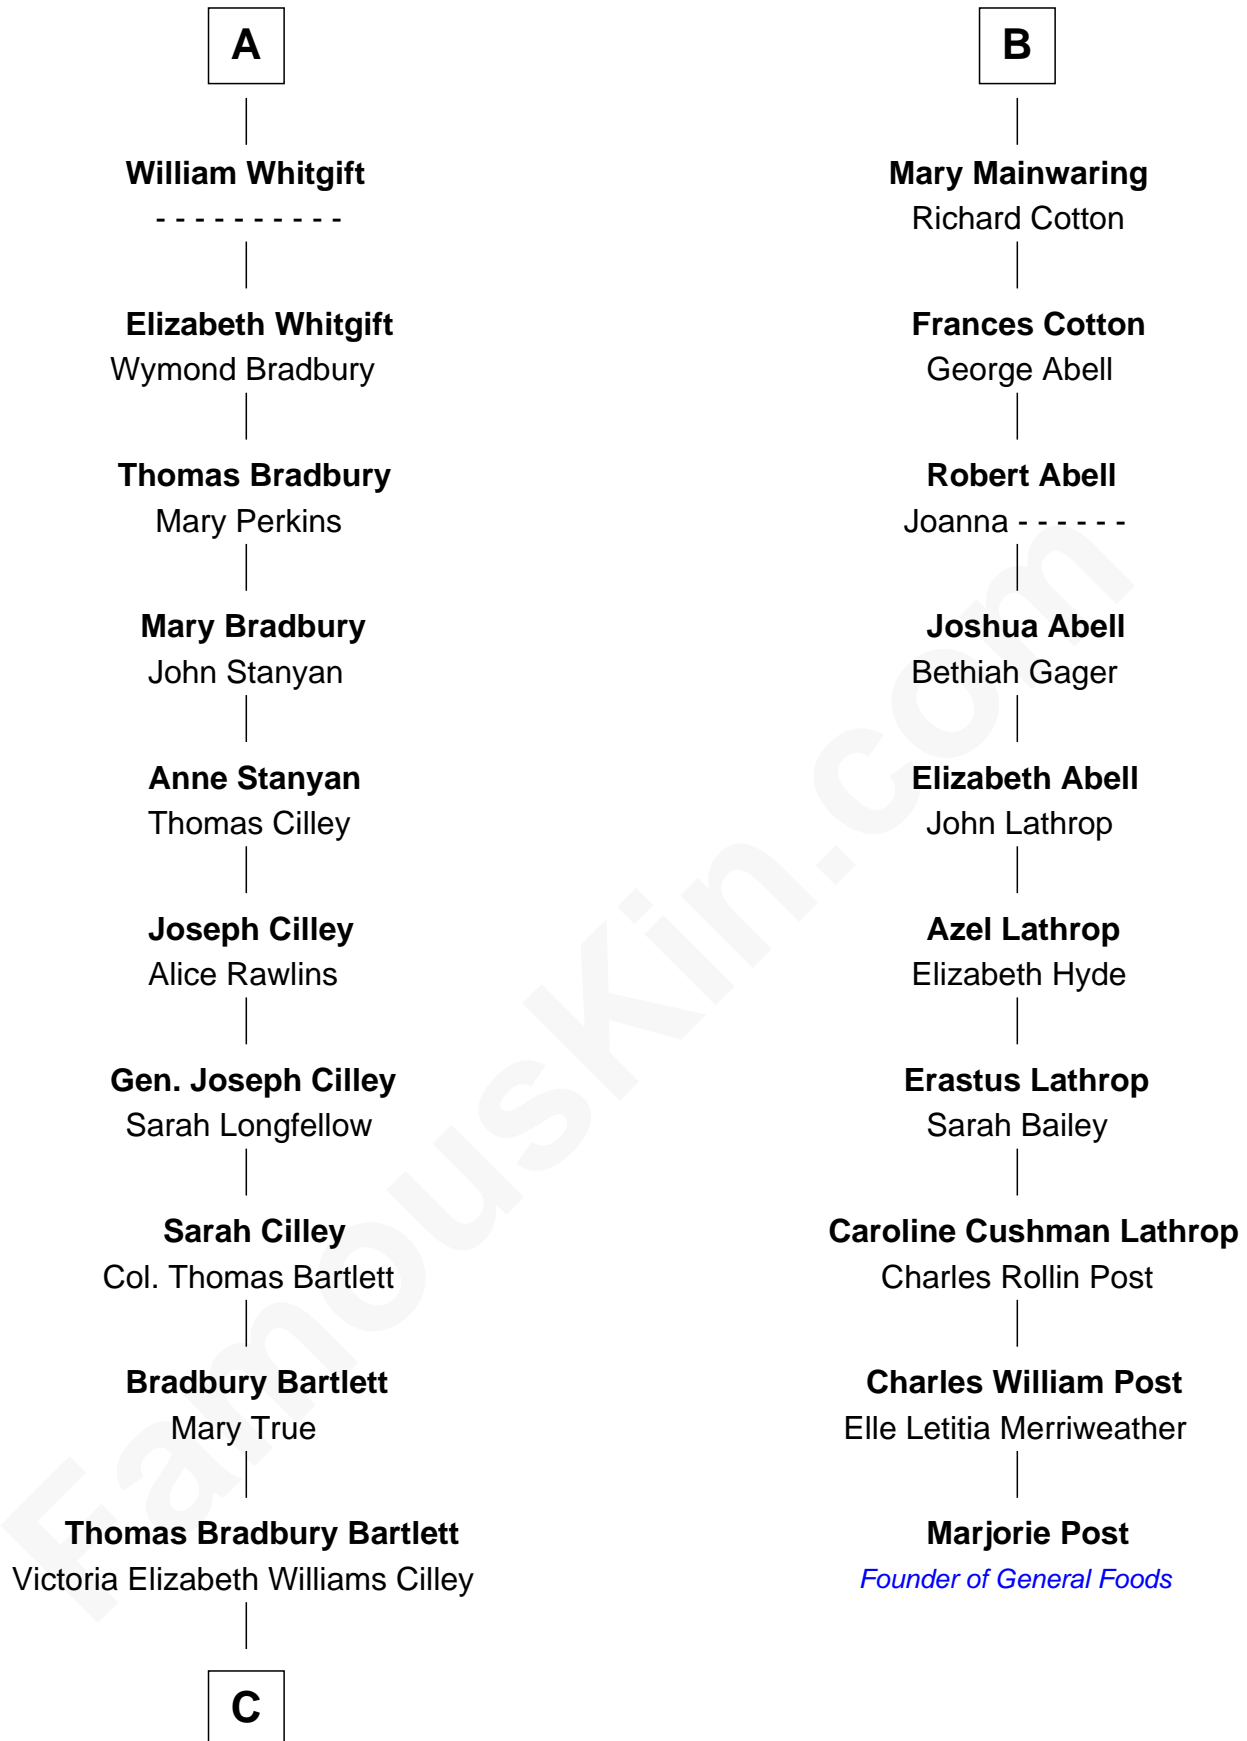 A
William Whitgift
- - - - - - - - - -
Elizabeth Whitgift
Wymond Bradbury
Thomas Bradbury
Mary Perkins
Mary Bradbury
John Stanyan
Anne Stanyan
Thomas Cilley
Joseph Cilley
Alice Rawlins
Gen. Joseph Cilley
Sarah Longfellow
Sarah Cilley
Col. Thomas Bartlett
Bradbury Bartlett
Mary True
Thomas Bradbury Bartlett
Victoria Elizabeth Williams Cilley
C
B
Mary Mainwaring
Richard Cotton
Frances Cotton
George Abell
Robert Abell
Joanna - - - - - -
Joshua Abell
Bethiah Gager
Elizabeth Abell
John Lathrop
Azel Lathrop
Elizabeth Hyde
Erastus Lathrop
Sarah Bailey
Caroline Cushman Lathrop
Charles Rollin Post
Charles William Post
Elle Letitia Merriweather
Marjorie Post
Founder of General Foods
FamousKin.com